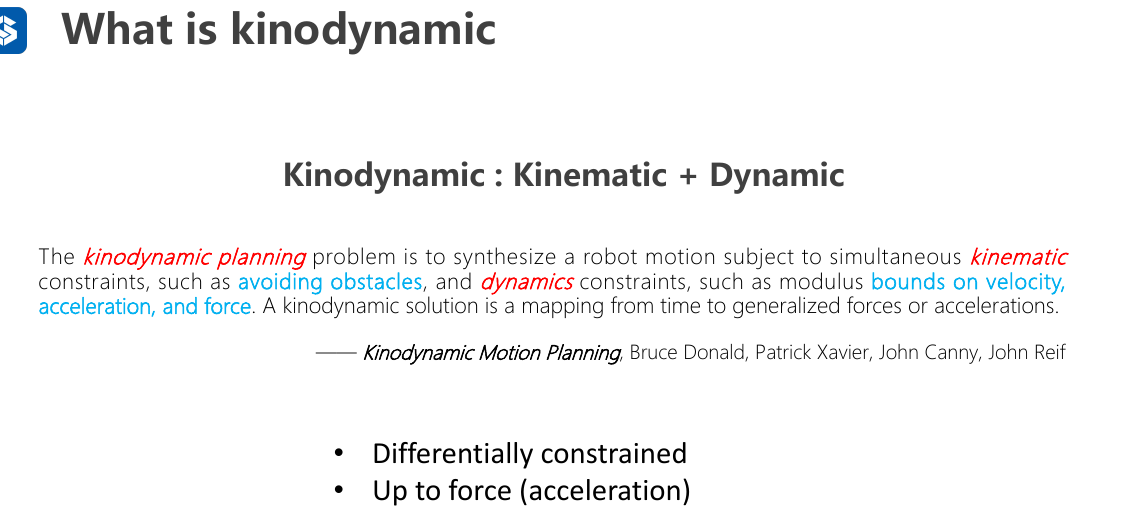 What is kinodynamic
Kinodynamic : Kinematic + Dynamic
The kinodynamic planning problem is to synthesize a robot motion subject to simultaneous kinematic
constraints, such as avoiding obstacles, and dynamics constraints, such as modulus bounds on velocity,
acceleration, and force. A kinodynamic solution is a mapping from time to generalized forces or accelerations.
—— Kinodynamic Motion Planning, Bruce Donald, Patrick Xavier, John Canny, John Reif
• Differentially constrained
• Up to force (acceleration)